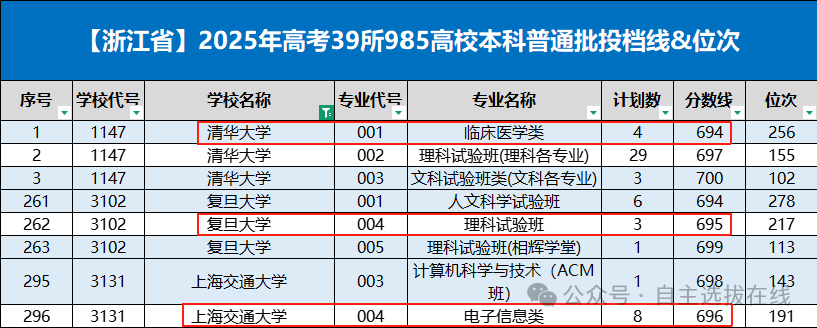 【浙江省】2025年高考39所985高校本科普通批投档线&位次
序号 学校代号 学校名称 专业代号 专业名称 计划数 分数线 位次
1 1147 清华大学 001 临床医学类 4 694 256
2 1147 清华大学 002 理科试验班(理科各专业) 29 697 155
3 1147 清华大学 003 文科试验班类(文科各专业) 3 700 102
261 3102 复旦大学 001 人文科学试验班 6 694 278
262 3102 复旦大学 004 理科试验班 3 695 217
263 3102 复旦大学 005 理科试验班(相辉学堂) 1 699 113
295 3131 上海交通大学 003 计算机科学与技术（ACM
班） 1 698 143
296 3131 上海交通大学 004 电子信息类 8 696 191
公众号·自主选拔在线